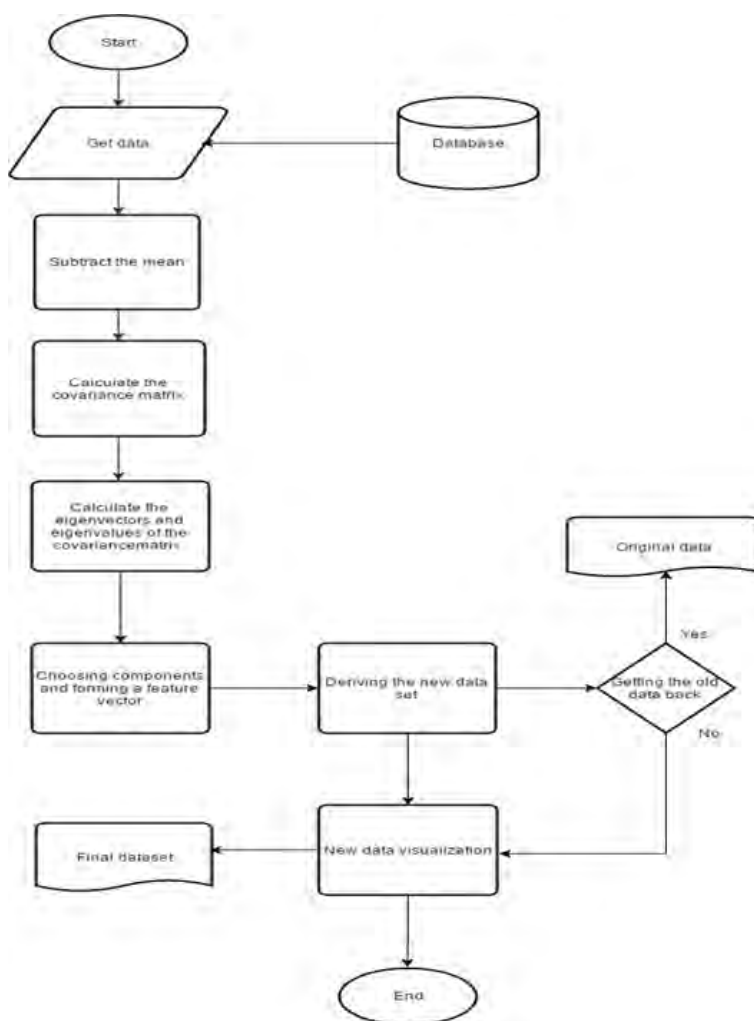 Start
Get data
Database
Subtract the mean
Calculate the
covariance matrix
Calculate the
eigenvectors and
eigenvalues of the
covariancematrix
Original data
Yes
Choosing components
and forming a feature
vector
Deriving the new data
set
Getting the old
data back
No
Final dataset
New data visualization
End